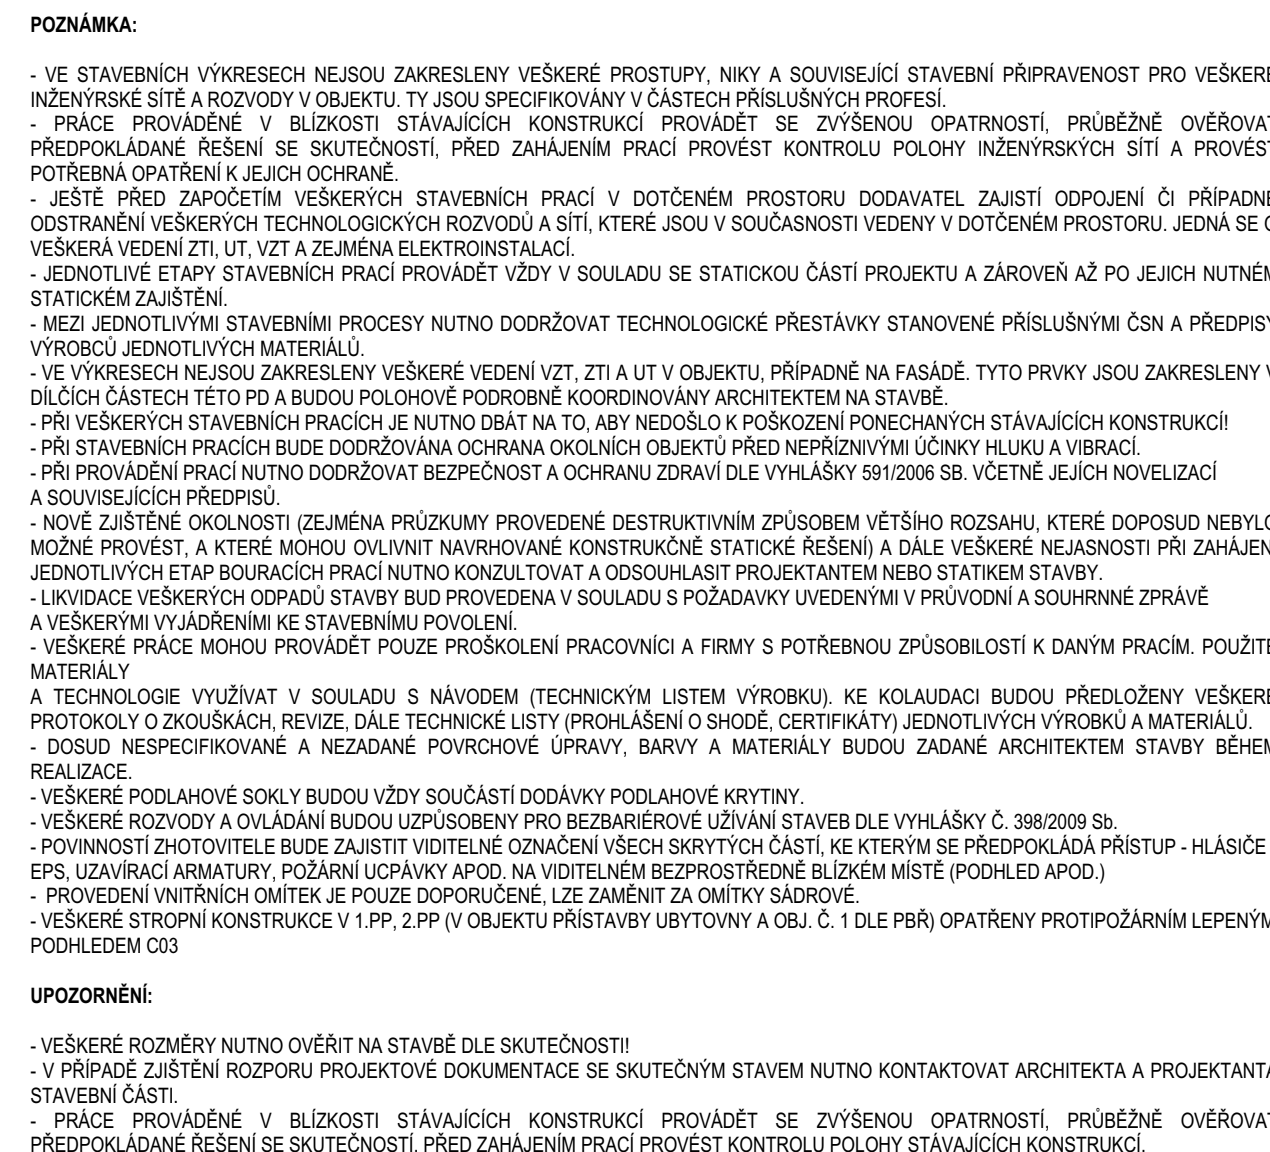 POZNÁMKA:
- VE STAVEBNÍCH VÝKRESECH NEJSOU ZAKRESLENY VEŠKERÉ PROSTUPY, NIKY A SOUVISEJÍCÍ STAVEBNÍ PŘIPRAVENOST PRO VEŠKERÉ
INŽENÝRSKÉ SÍTĚ A ROZVODY V OBJEKTU. TY JSOU SPECIFIKOVÁNY V ČÁSTECH PŘÍSLUŠNÝCH PROFESÍ.
- PRÁCE PROVÁDĚNÉ V BLÍZKOSTI STÁVAJÍCÍCH KONSTRUKCÍ PROVÁDĚT SE ZVÝŠENOU OPATRNOSTÍ, PRŮBĚŽNĚ OVĚŘOVAT
PŘEDPOKLÁDANÉ ŘEŠENÍ SE SKUTEČNOSTÍ, PŘED ZAHÁJENÍM PRACÍ PROVÉST KONTROLU POLOHY INŽENÝRSKÝCH SÍTÍ A PROVÉST
POTŘEBNÁ OPATŘENÍ K JEJICH OCHRANĚ.
- JEŠTĚ PŘED ZAPOČETÍM VEŠKERÝCH STAVEBNÍCH PRACÍ V DOTČENÉM PROSTORU DODAVATEL ZAJISTÍ ODPOJENÍ ČI PŘÍPADNÉ
ODSTRANĚNÍ VEŠKERÝCH TECHNOLOGICKÝCH ROZVODŮ A SÍTÍ, KTERÉ JSOU V SOUČASNOSTI VEDENY V DOTČENÉM PROSTORU. JEDNÁ SE O
VEŠKERÁ VEDENÍ ZTI, UT, VZT A ZEJMÉNA ELEKTROINSTALACÍ.
- JEDNOTLIVÉ ETAPY STAVEBNÍCH PRACÍ PROVÁDĚT VŽDY V SOULADU SE STATICKOU ČÁSTÍ PROJEKTU A ZÁROVEŇ AŽ PO JEJICH NUTNÉM
STATICKÉM ZAJIŠTĚNÍ.
- MEZI JEDNOTLIVÝMI STAVEBNÍMI PROCESY NUTNO DODRŽOVAT TECHNOLOGICKÉ PŘESTÁVKY STANOVENÉ PŘÍSLUŠNÝMI ČSN A PŘEDPISY
VÝROBCŮ JEDNOTLIVÝCH MATERIÁLŮ.
- VE VÝKRESECH NEJSOU ZAKRESLENY VEŠKERÉ VEDENÍ VZT, ZTI A UT V OBJEKTU, PŘÍPADNĚ NA FASÁDĚ. TYTO PRVKY JSOU ZAKRESLENY V
DÍLČÍCH ČÁSTECH TÉTO PD A BUDOU POLOHOVĚ PODROBNĚ KOORDINOVÁNY ARCHITEKTEM NA STAVBĚ.
- PŘI VEŠKERÝCH STAVEBNÍCH PRACÍCH JE NUTNO DBÁT NA TO, ABY NEDOŠLO K POŠKOZENÍ PONECHANÝCH STÁVAJÍCÍCH KONSTRUKCÍ!
- PŘI STAVEBNÍCH PRACÍCH BUDE DODRŽOVÁNA OCHRANA OKOLNÍCH OBJEKTŮ PŘED NEPŘÍZNIVÝMI ÚČINKY HLUKU A VIBRACÍ.
- PŘI PROVÁDĚNÍ PRACÍ NUTNO DODRŽOVAT BEZPEČNOST A OCHRANU ZDRAVÍ DLE VYHLÁŠKY 591/2006 SB. VČETNĚ JEJÍCH NOVELIZACÍ
A SOUVISEJÍCÍCH PŘEDPISŮ.
- NOVĚ ZJIŠTĚNÉ OKOLNOSTI (ZEJMÉNA PRŮZKUMY PROVEDENÉ DESTRUKTIVNÍM ZPŮSOBEM VĚTŠÍHO ROZSAHU, KTERÉ DOPOSUD NEBYLO
MOŽNÉ PROVÉST, A KTERÉ MOHOU OVLIVNIT NAVRHOVANÉ KONSTRUKČNĚ STATICKÉ ŘEŠENÍ) A DÁLE VEŠKERÉ NEJASNOSTI PŘI ZAHÁJENÍ
JEDNOTLIVÝCH ETAP BOURACÍCH PRACÍ NUTNO KONZULTOVAT A ODSOUHLASIT PROJEKTANTEM NEBO STATIKEM STAVBY.
- LIKVIDACE VEŠKERÝCH ODPADŮ STAVBY BUD PROVEDENA V SOULADU S POŽADAVKY UVEDENÝMI V PRŮVODNÍ A SOUHRNNÉ ZPRÁVĚ
A VEŠKERÝMI VYJÁDŘENÍMI KE STAVEBNÍMU POVOLENÍ.
- VEŠKERÉ PRÁCE MOHOU PROVÁDĚT POUZE PROŠKOLENÍ PRACOVNÍCI A FIRMY S POTŘEBNOU ZPŮSOBILOSTÍ K DANÝM PRACÍM. POUŽITÉ
MATERIÁLY
A TECHNOLOGIE VYUŽÍVAT V SOULADU S NÁVODEM (TECHNICKÝM LISTEM VÝROBKU). KE KOLAUDACI BUDOU PŘEDLOŽENY VEŠKERÉ
PROTOKOLY O ZKOUŠKÁCH, REVIZE, DÁLE TECHNICKÉ LISTY (PROHLÁŠENÍ O SHODĚ, CERTIFIKÁTY) JEDNOTLIVÝCH VÝROBKŮ A MATERIÁLŮ.
- DOSUD NESPECIFIKOVANÉ A NEZADANÉ POVRCHOVÉ ÚPRAVY, BARVY A MATERIÁLY BUDOU ZADANÉ ARCHITEKTEM STAVBY BĚHEM
REALIZACE.
- VEŠKERÉ PODLAHOVÉ SOKLY BUDOU VŽDY SOUČÁSTÍ DODÁVKY PODLAHOVÉ KRYTINY.
- VEŠKERÉ ROZVODY A OVLÁDÁNÍ BUDOU UZPŮSOBENY PRO BEZBARIÉROVÉ UŽÍVÁNÍ STAVEB DLE VYHLÁŠKY Č. 398/2009 Sb.
- POVINNOSTÍ ZHOTOVITELE BUDE ZAJISTIT VIDITELNÉ OZNAČENÍ VŠECH SKRYTÝCH ČÁSTÍ, KE KTERÝM SE PŘEDPOKLÁDÁ PŘÍSTUP - HLÁSIČE
EPS, UZAVÍRACÍ ARMATURY, POŽÁRNÍ UCPÁVKY APOD. NA VIDITELNÉM BEZPROSTŘEDNĚ BLÍZKÉM MÍSTĚ (PODHLED APOD.)
- PROVEDENÍ VNITŘNÍCH OMÍTEK JE POUZE DOPORUČENÉ, LZE ZAMĚNIT ZA OMÍTKY SÁDROVÉ.
- VEŠKERÉ STROPNÍ KONSTRUKCE V 1.PP, 2.PP (V OBJEKTU PŘÍSTAVBY UBYTOVNY A OBJ. Č. 1 DLE PBŘ) OPATŘENY PROTIPOŽÁRNÍM LEPENÝM
PODHLEDEM C03
UPOZORNĚNÍ:
- VEŠKERÉ ROZMĚRY NUTNO OVĚŘIT NA STAVBĚ DLE SKUTEČNOSTI!
- V PŘÍPADĚ ZJIŠTĚNÍ ROZPORU PROJEKTOVÉ DOKUMENTACE SE SKUTEČNÝM STAVEM NUTNO KONTAKTOVAT ARCHITEKTA A PROJEKTANTA
STAVEBNÍ ČÁSTI.
- PRÁCE PROVÁDĚNÉ V BLÍZKOSTI STÁVAJÍCÍCH KONSTRUKCÍ PROVÁDĚT SE ZVÝŠENOU OPATRNOSTÍ, PRŮBĚŽNĚ OVĚŘOVAT
PŘEDPOKLÁDANÉ ŘEŠENÍ SE SKUTEČNOSTÍ. PŘED ZAHÁJENÍM PRACÍ PROVÉST KONTROLU POLOHY STÁVAJÍCÍCH KONSTRUKCÍ.